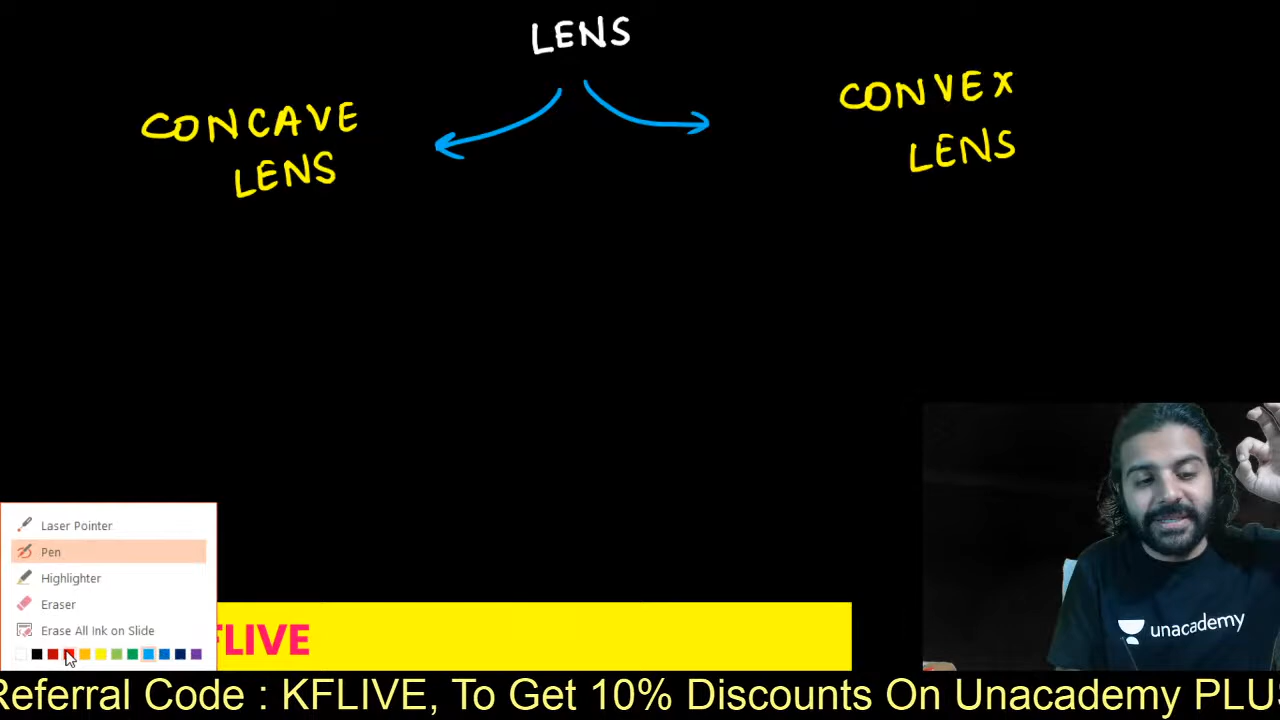 LENS
CONCAVE
LENS
CONVEX
LENS
Laser Pointer
Pen
Highlighter
Eraser
Erase All Ink on Slide
FLIVE
unacademy
Referral Code : KFLIVE, To Get 10% Discounts On Unacademy PLUS